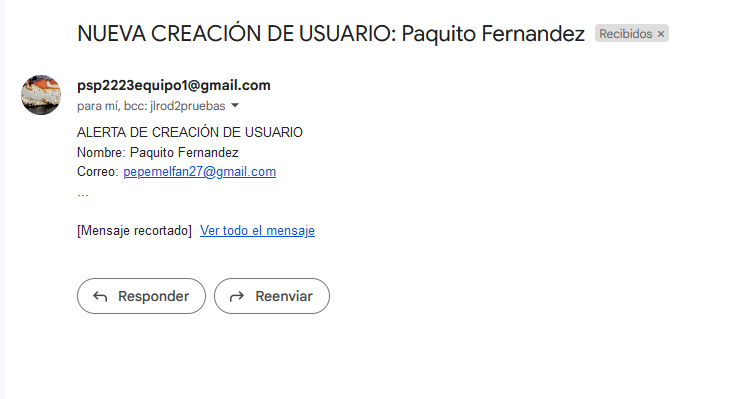 NUEVA CREACIÓN DE USUARIO: Paquito Fernandez Recibidos ×
psp2223equipo1@gmail.com
para mí, bcc: jlrod2pruebas
ALERTA DE CREACIÓN DE USUARIO
Nombre: Paquito Fernandez
Correo: pepemelfan27@gmail.com
...
[Mensaje recortado] Ver todo el mensaje
Responder Reenviar